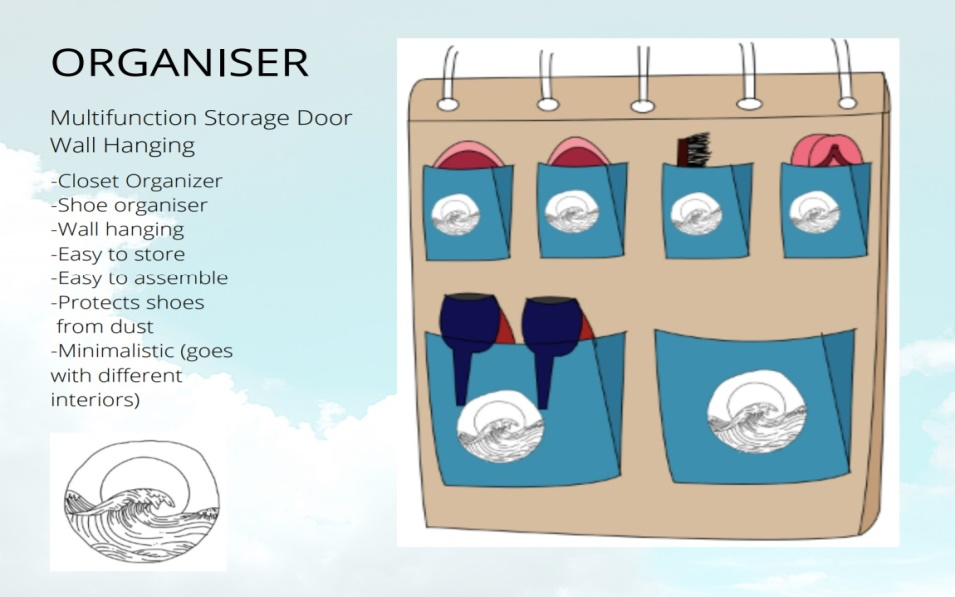 ORGANISER
Multifunction Storage Door
Wall Hanging
-Closet Organizer
-Shoe organiser
-Wall hanging
-Easy to store
-Easy to assemble
-Protects shoes
from dust
-Minimalistic (goes
with different
interiors)